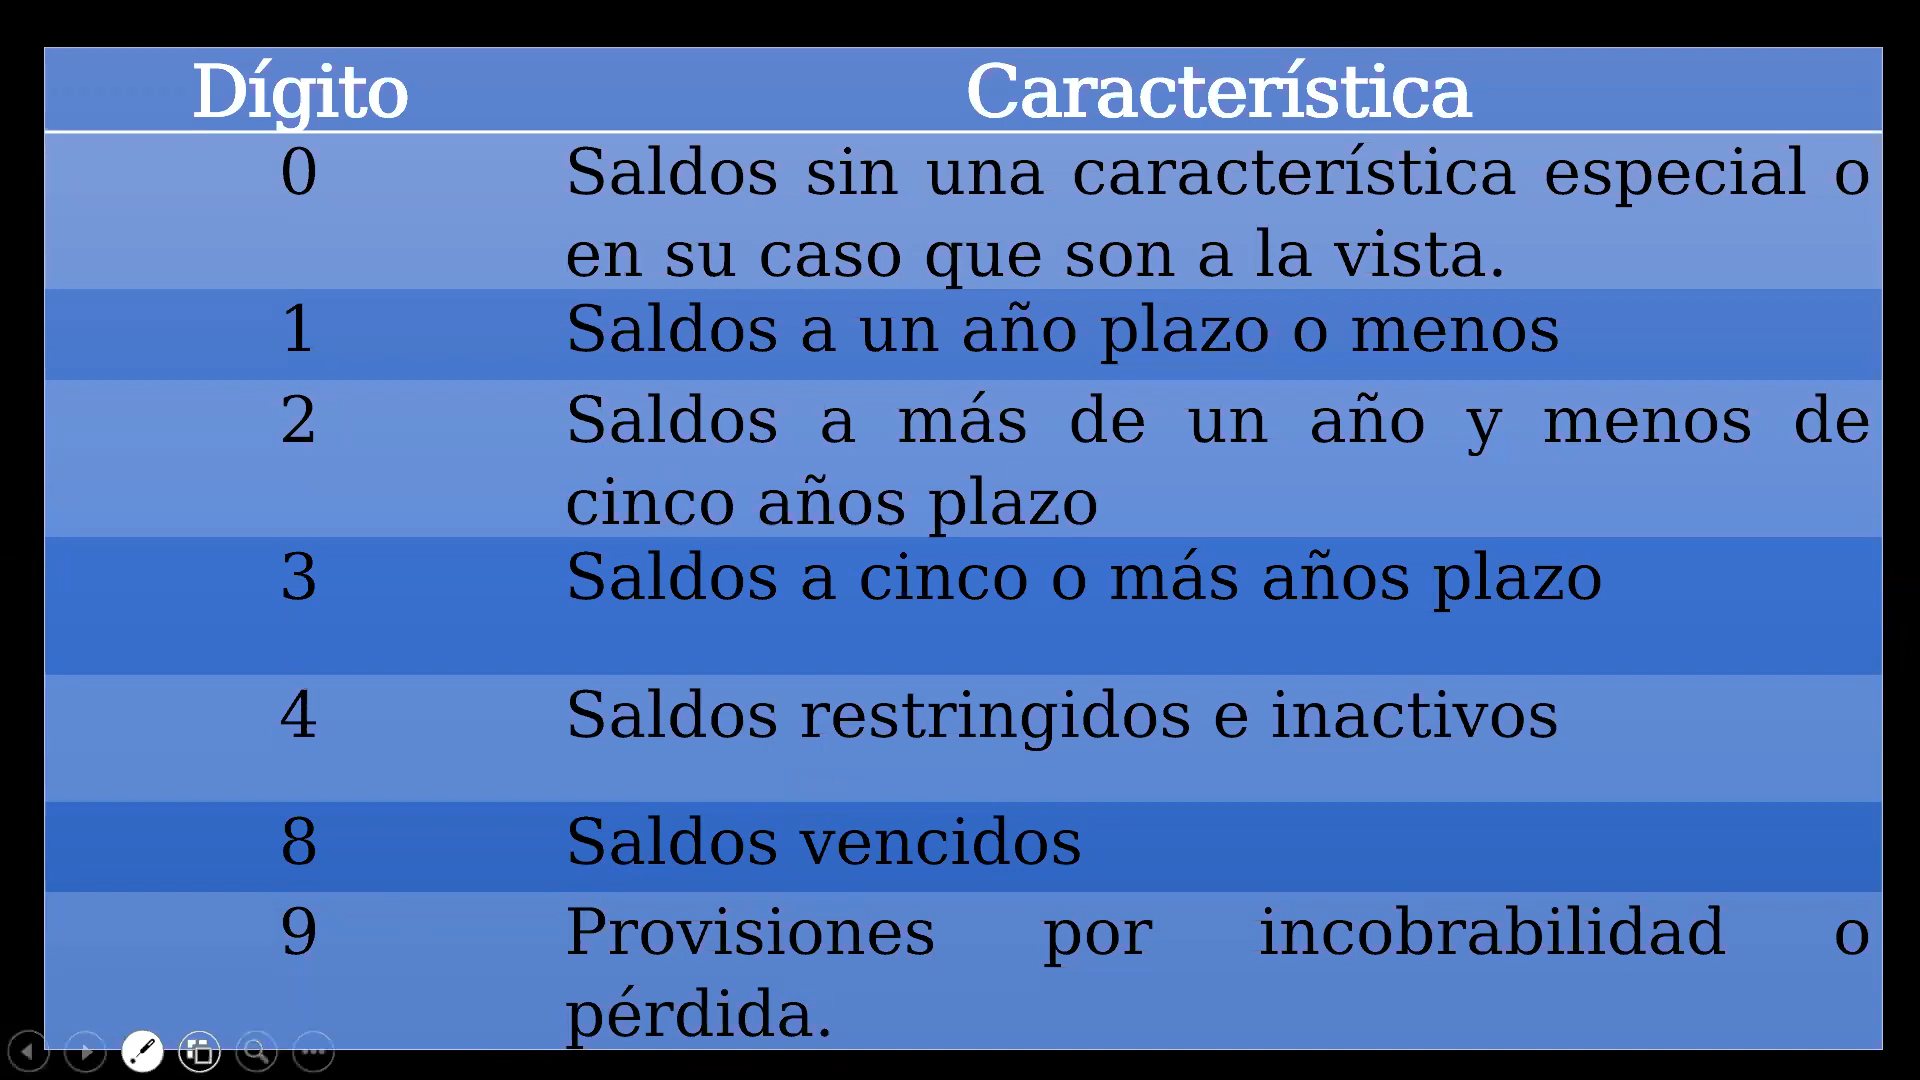 Dígito Característica
0 Saldos sin una característica especial o
en su caso que son a la vista.
1 Saldos a un año plazo o menos
2 Saldos a más de un año y menos de
cinco años plazo
3 Saldos a cinco o más años plazo
4 Saldos restringidos e inactivos
8 Saldos vencidos
9 Provisiones por incobrabilidad o
pérdida.